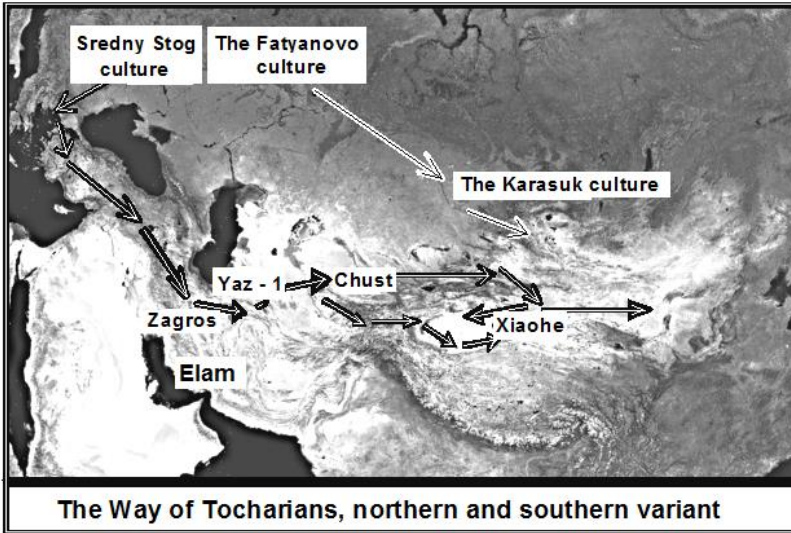 Sredny Stog
culture
The Fatyanovo
culture
The Karasuk culture
Yaz - 1
Chust
Zagros
Xiaohe
Elam
The Way of Tocharians, northern and southern variant